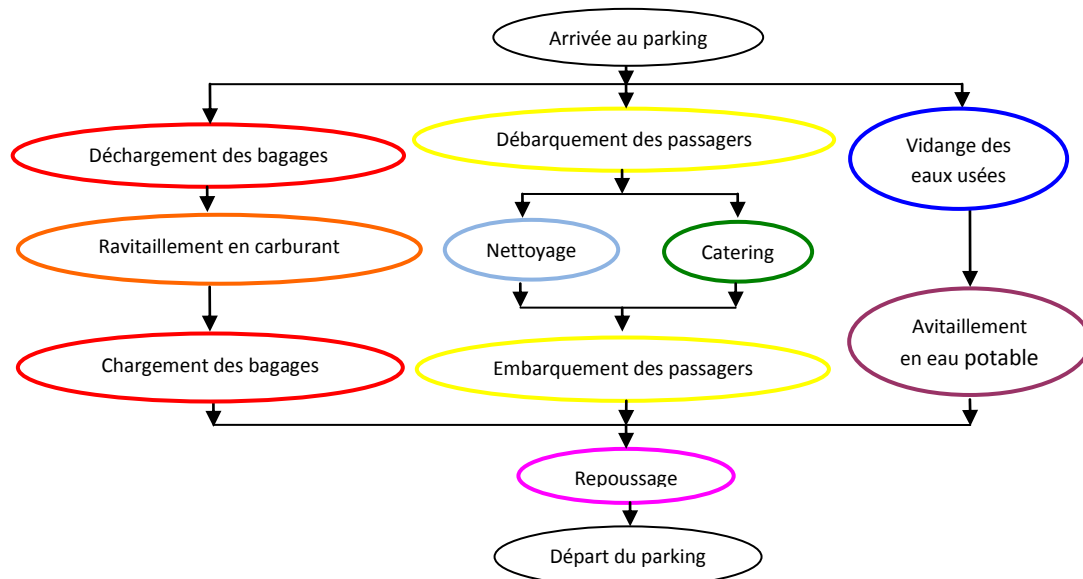 Arrivée au parking
Déchargement des bagages
Débarquement des passagers
Vidange des
eaux usées
Ravitaillement en carburant
Nettoyage
Catering
Chargement des bagages
Embarquement des passagers
Avitaillement
en eau potable
Repoussage
Départ du parking